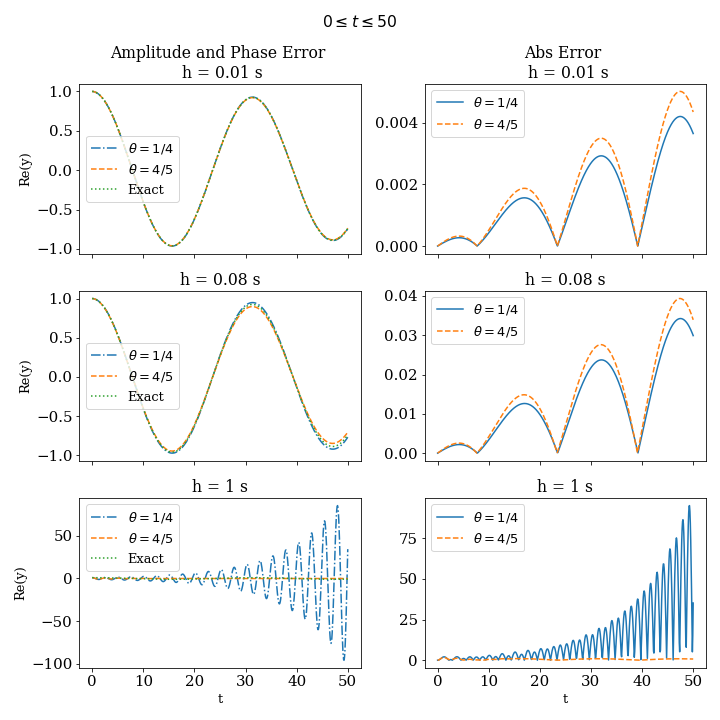 0 ≤ t ≤ 50
Amplitude and Phase Error
h = 0.01 s
1.0
0.5
0.0
−0.5
−1.0
Re(y)
θ = 1/4
θ = 4/5
Exact
Abs Error
h = 0.01 s
0.004
0.002
0.000
θ = 1/4
θ = 4/5
h = 0.08 s
1.0
0.5
0.0
−0.5
−1.0
Re(y)
θ = 1/4
θ = 4/5
Exact
h = 0.08 s
0.04
0.03
0.02
0.01
0.00
θ = 1/4
θ = 4/5
h = 1 s
50
0
−50
−100
Re(y)
θ = 1/4
θ = 4/5
Exact
0 10 20 30 40 50
t
h = 1 s
75
50
25
0
θ = 1/4
θ = 4/5
0 10 20 30 40 50
t